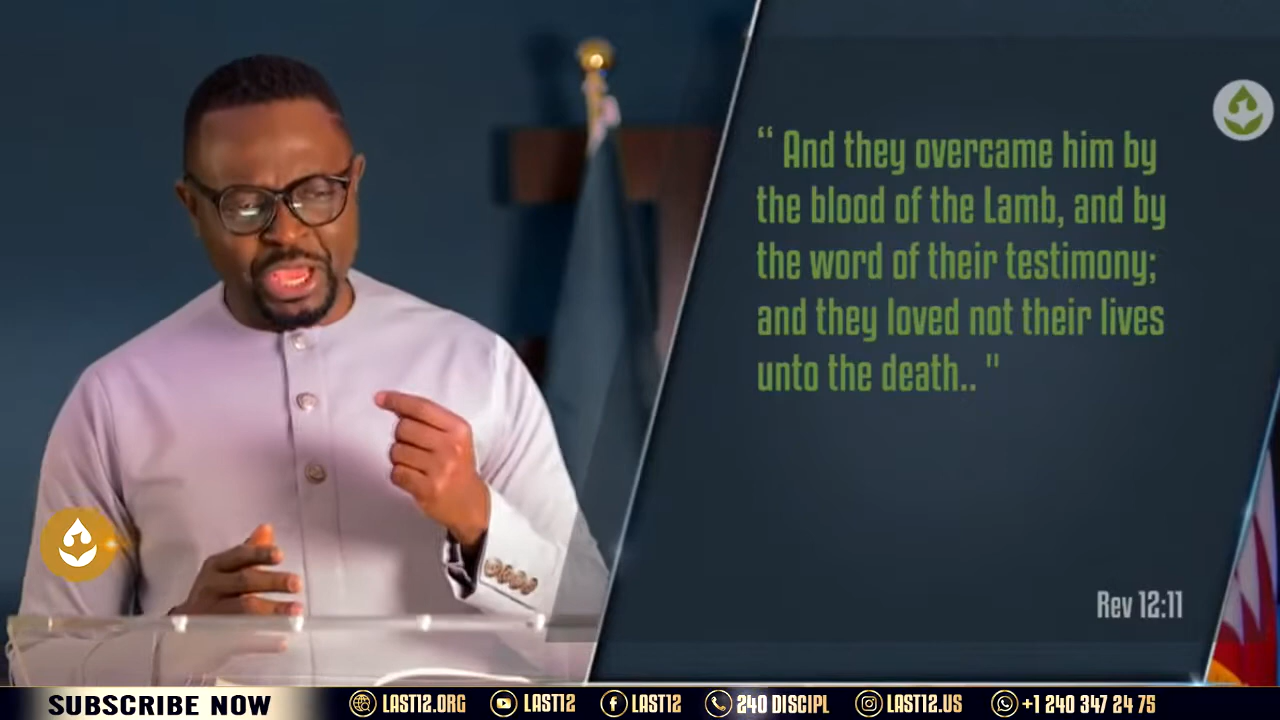 “ And they overcame him by
the blood of the Lamb, and by
the word of their testimony;
and they loved not their lives
unto the death.. "
Rev 12:11
SUBSCRIBE NOW LAST12.ORG LAST12 LAST12 240 DISCIPL LAST12.US +1 240 347 24 75